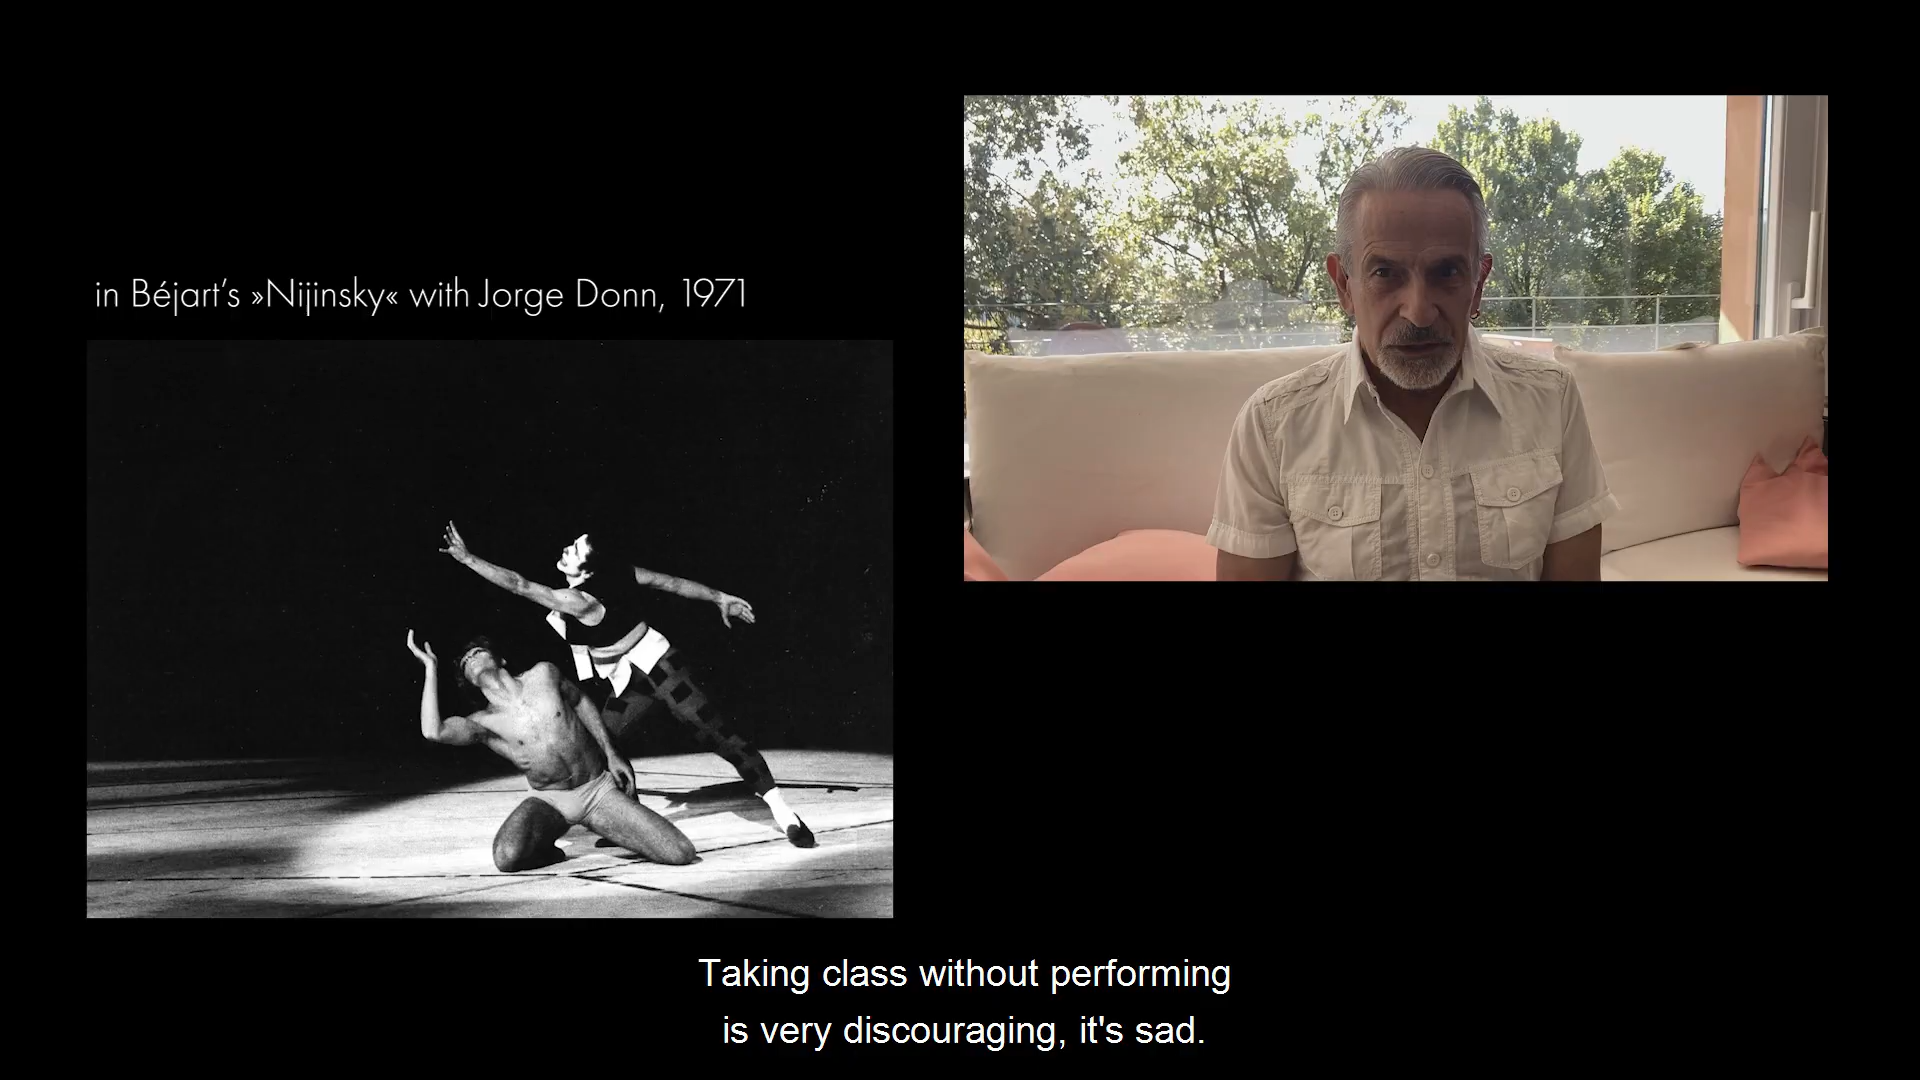 in Béjart's »Nijinsky« with Jorge Donn, 1971
Taking class without performing
is very discouraging, it's sad.